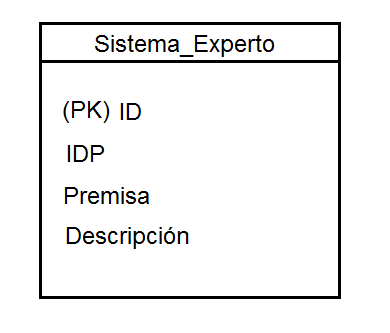 Sistema_Experto
(PK) ID
IDP
Premisa
Descripción